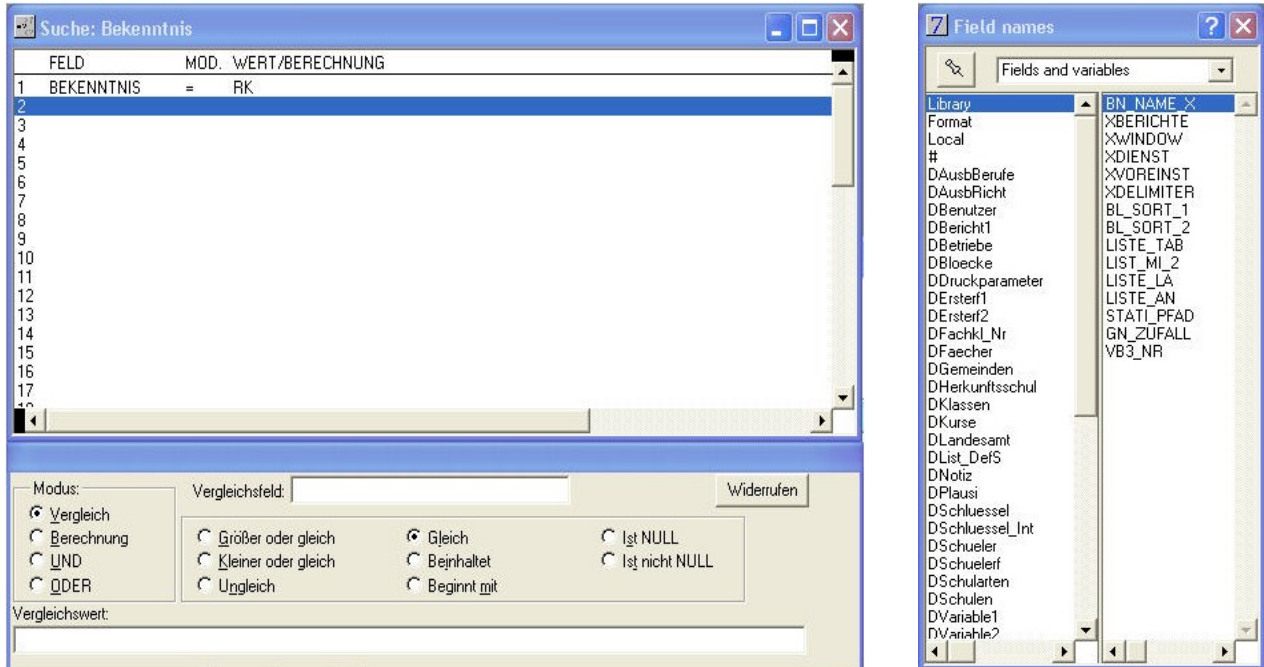 Suche: Bekenntnis
FELD MOD. WERT/BERECHNUNG
1 BEKENNTNIS = RK
2
3
4
5
6
7
8
9
10
11
12
13
14
15
16
17
Modus:
Vergleich
Berechnung
UND
ODER
Vergleichsfeld:
Widerrufen
Größer oder gleich
Kleiner oder gleich
Ungleich
Gleich
Beinhaltet
Beginnt mit
Ist NULL
Ist nicht NULL
Vergleichswert:
7 Field names
Fields and variables
Library
Format
Local
#
DAusbBerufe
DAusbRicht
DBenutzer
DBericht1
DBetriebe
DBloecke
DDruckparameter
DErsterf1
DErsterf2
DFachkl_Nr
DFaecher
DGemeinden
DHerkunftsschul
DKlassen
DKurse
DLandesamt
DList_DefS
DNotiz
DPlausi
DSchluessel
DSchluessel_Int
DSchueler
DSchuelerf
DSchularten
DSchulen
DVariable1
DVariable2
BN_NAME_X
XBERICHTE
XWINDOW
XDIENST
XVOREINST
XDELIMITER
BL_SORT_1
BL_SORT_2
LISTE_TAB
LIST_MI_2
LISTE_LA
LISTE_AN
STATI_PFAD
GN_ZUFALL
VB3_NR